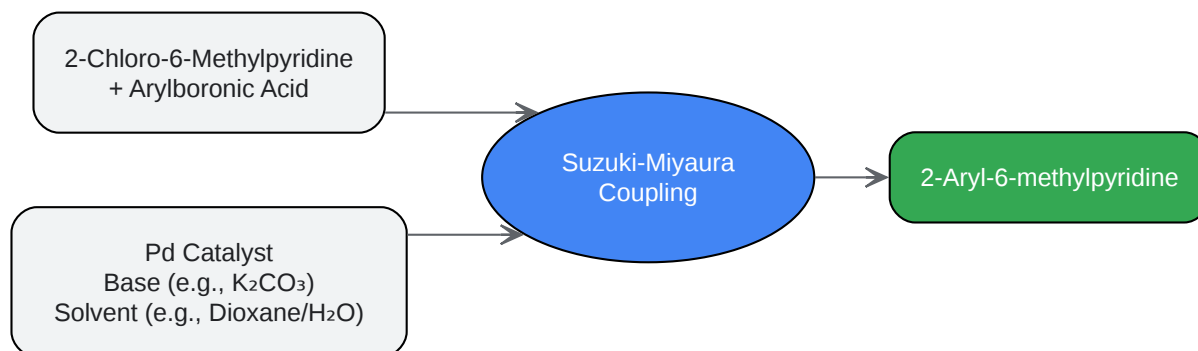 2-Chloro-6-Methylpyridine
+ Arylboronic Acid
Suzuki-Miyaura
Coupling
2-Aryl-6-methylpyridine
Pd Catalyst
Base (e.g., K₂CO₃)
Solvent (e.g., Dioxane/H₂O)